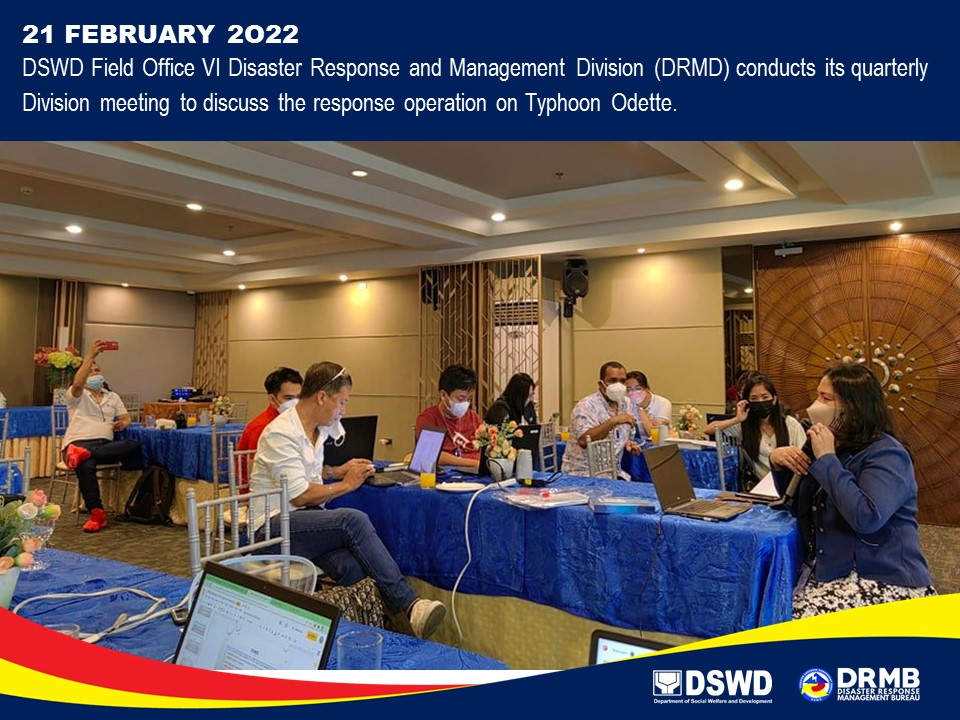 21 FEBRUARY 2022
DSWD Field Office VI Disaster Response and Management Division (DRMD) conducts its quarterly
Division meeting to discuss the response operation on Typhoon Odette.
DSWD
Department of Social Welfare and Development
DRMB
DISASTER RESPONSE
MANAGEMENT BUREAU